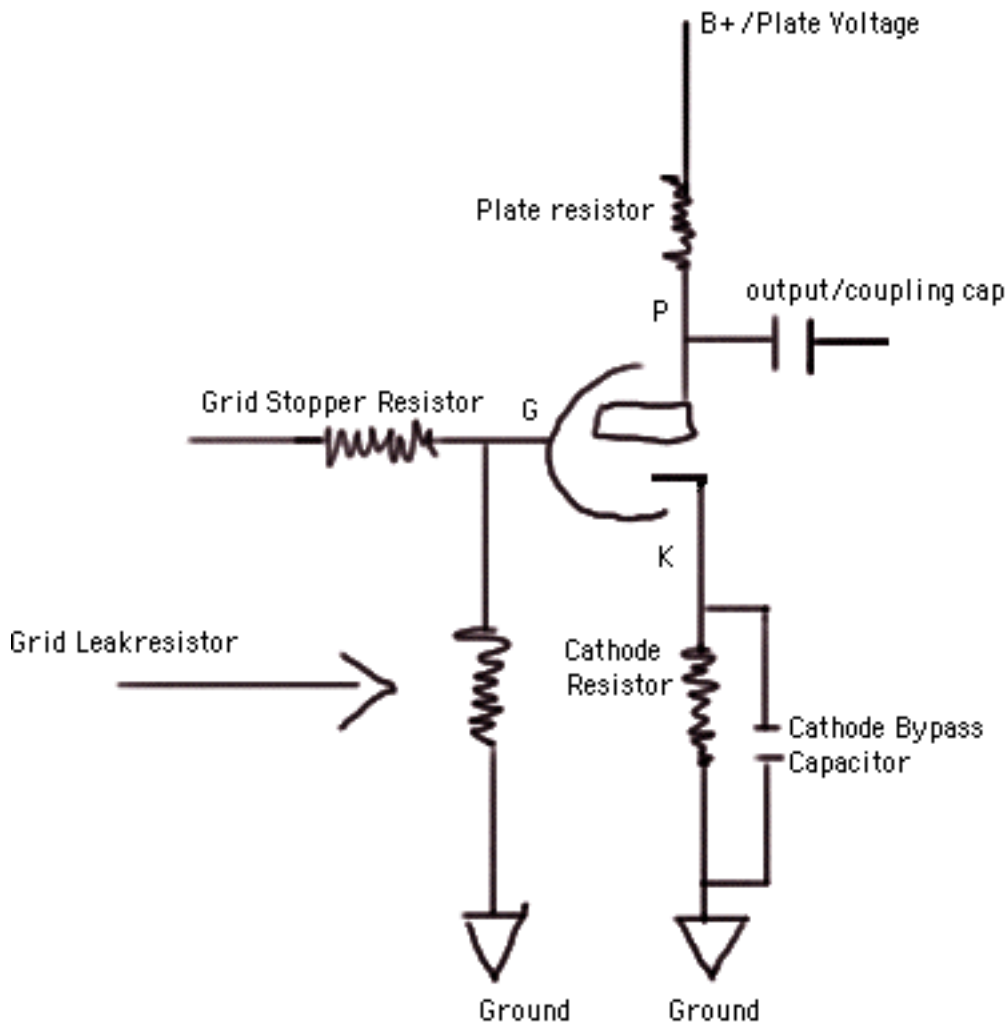 B+/Plate Voltage
Plate resistor
output/coupling cap
P
Grid Stopper Resistor
G
K
Grid Leakresistor
Cathode
Resistor
Cathode Bypass
Capacitor
Ground
Ground